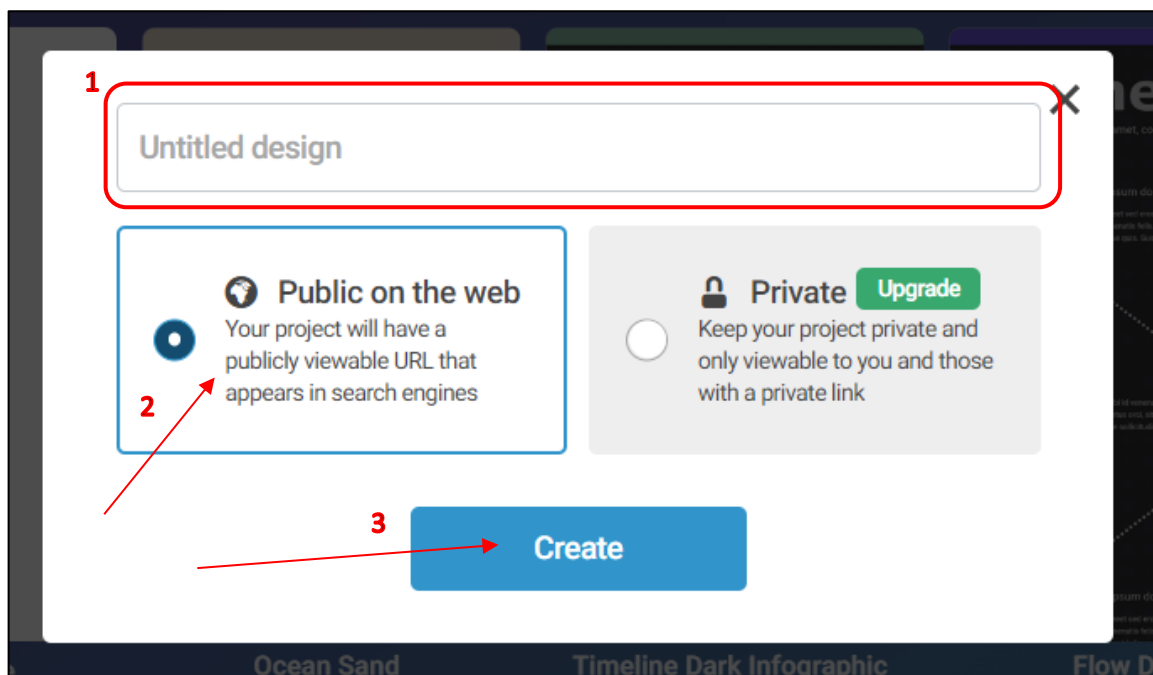 1
Untitled design
Public on the web
Your project will have a
publicly viewable URL that
appears in search engines
2
Private Upgrade
Keep your project private and
only viewable to you and those
with a private link
3
Create
Ocean Sand
Timeline Dark Infographic
Flow D